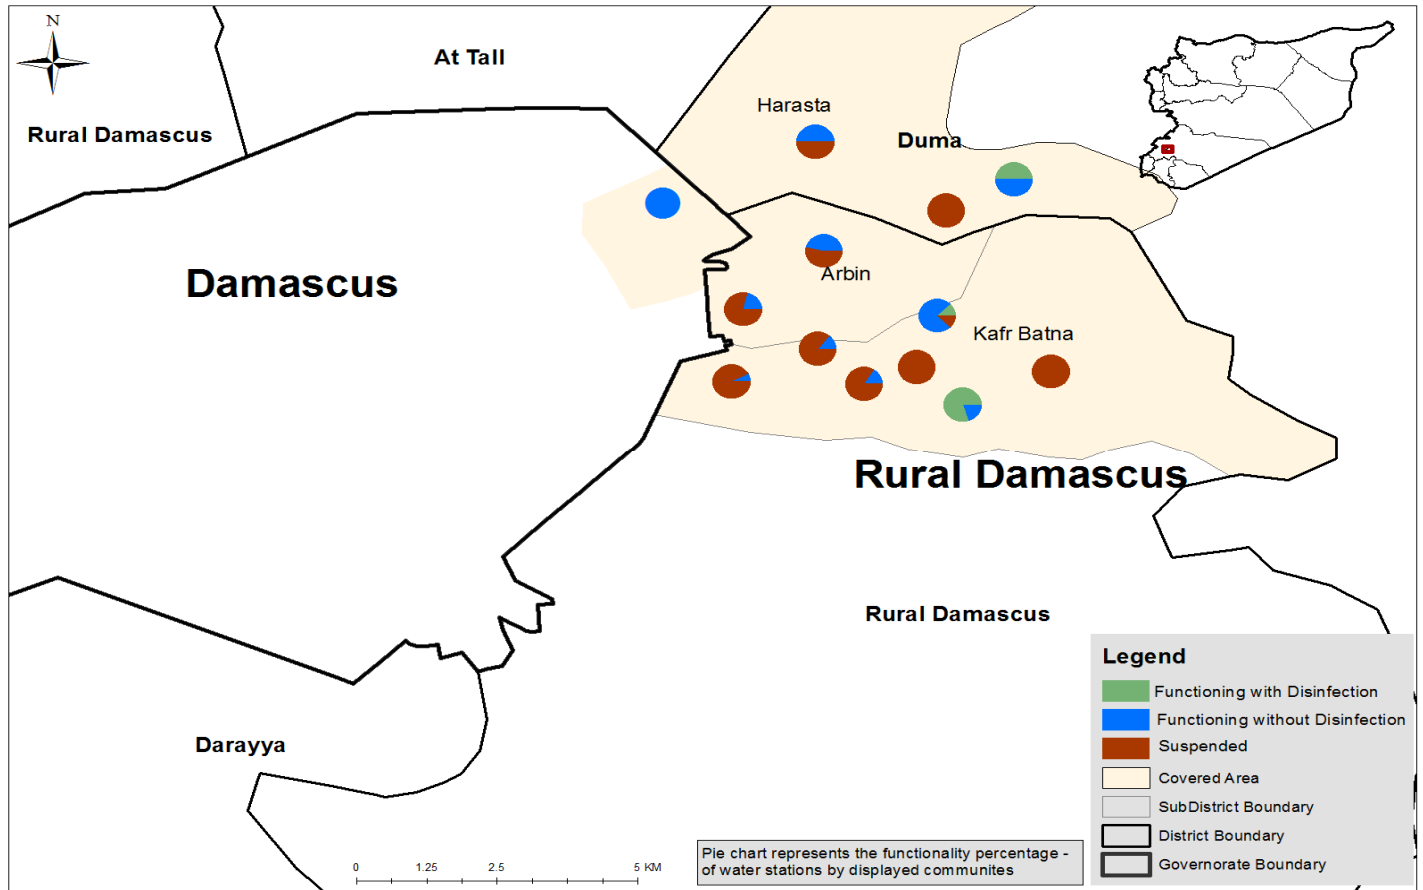 N
At Tall
Rural Damascus
Harasta
Duma
Damascus
Arbin
Kafr Batna
Rural Damascus
Rural Damascus
Darayya
Legend
Functioning with Disinfection
Functioning without Disinfection
Suspended
Covered Area
SubDistrict Boundary
District Boundary
Governorate Boundary
Pie chart represents the functionality percentage -
of water stations by displayed communites
0 1.25 2.5 5 KM